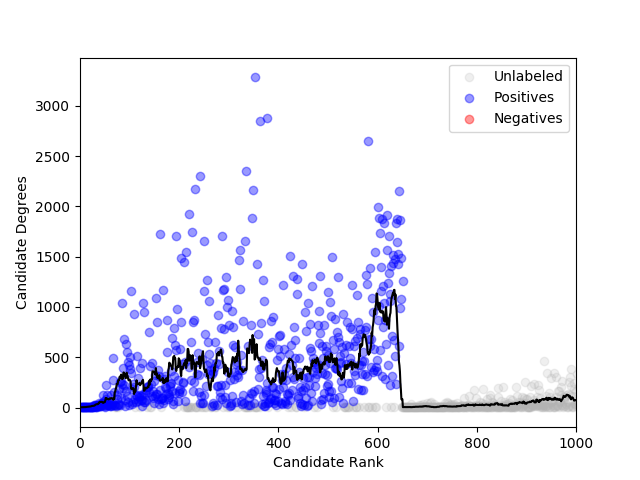 Unlabeled
Positives
Negatives
3000
2500
2000
1500
1000
500
0
Candidate Degrees
0 200 400 600 800 1000
Candidate Rank